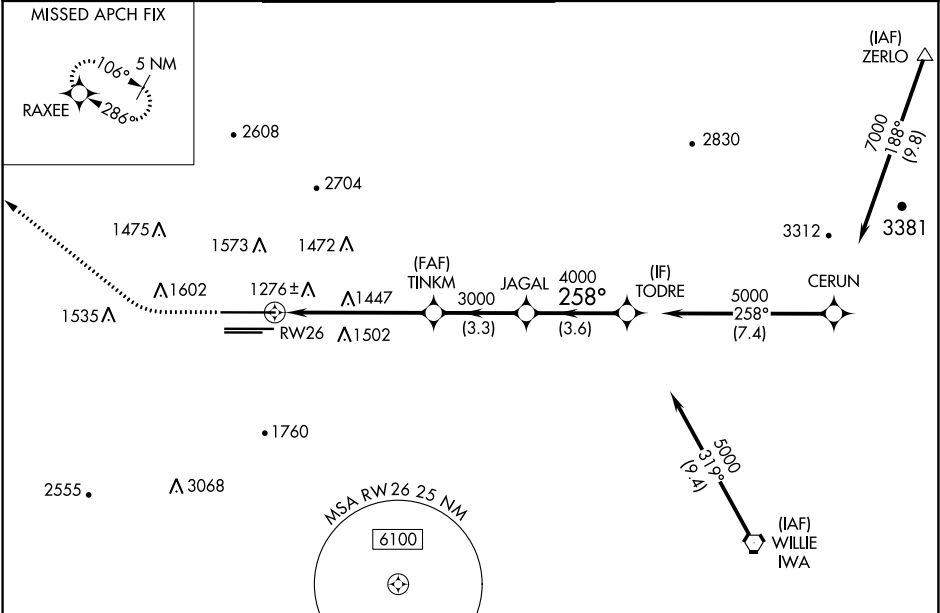 MISSED APCH FIX
106°
5 NM
RAXEE
286°
(IAF)
ZERLO
7000
188°
(9.8)
2608
2830
2704
3381
3312
1475
1573
1472
(FAF)
TINKM
JAGAL
4000
258°
(3.6)
(IF)
TODRE
CERUN
1602
1276±
1447
3000
(3.3)
5000
258°
(7.4)
1535
RW26
1502
1760
5000
319°
(9.4)
2555
3068
MSA RW26 25 NM
6100
(IAF)
WILLIE
IWA